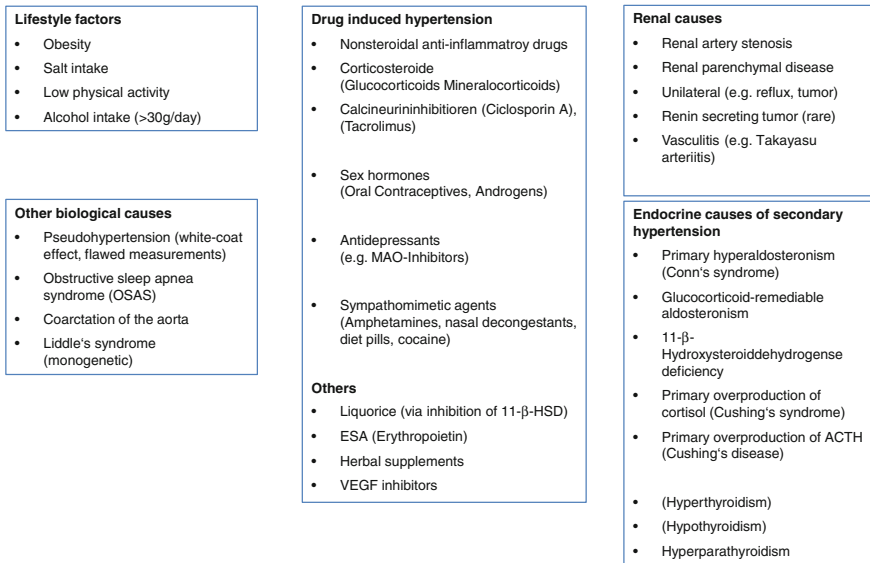 Lifestyle factors
• Obesity
• Salt intake
• Low physical activity
• Alcohol intake (>30g/day)
Other biological causes
• Pseudohypertension (white-coat
effect, flawed measurements)
• Obstructive sleep apnea
syndrome (OSAS)
• Coarctation of the aorta
• Liddle‘s syndrome
(monogenetic)
Drug induced hypertension
• Nonsteroidal anti-inflammatroy drugs
• Corticosteroide
(Glucocorticoids Mineralocorticoids)
• Calcineurininhibitioren (Ciclosporin A),
(Tacrolimus)
• Sex hormones
(Oral Contraceptives, Androgens)
• Antidepressants
(e.g. MAO-Inhibitors)
• Sympathomimetic agents
(Amphetamines, nasal decongestants,
diet pills, cocaine)
Others
• Liquorice (via inhibition of 11-β-HSD)
• ESA (Erythropoietin)
• Herbal supplements
• VEGF inhibitors
Renal causes
• Renal artery stenosis
• Renal parenchymal disease
• Unilateral (e.g. reflux, tumor)
• Renin secreting tumor (rare)
• Vasculitis (e.g. Takayasu
arteriitis)
Endocrine causes of secondary
hypertension
• Primary hyperaldosteronism
(Conn‘s syndrome)
• Glucocorticoid-remediable
aldosteronism
• 11-β-
Hydroxysteroiddehydrogense
deficiency
• Primary overproduction of
cortisol (Cushing‘s syndrome)
• Primary overproduction of ACTH
(Cushing‘s disease)
• (Hyperthyroidism)
• (Hypothyroidism)
• Hyperparathyroidism